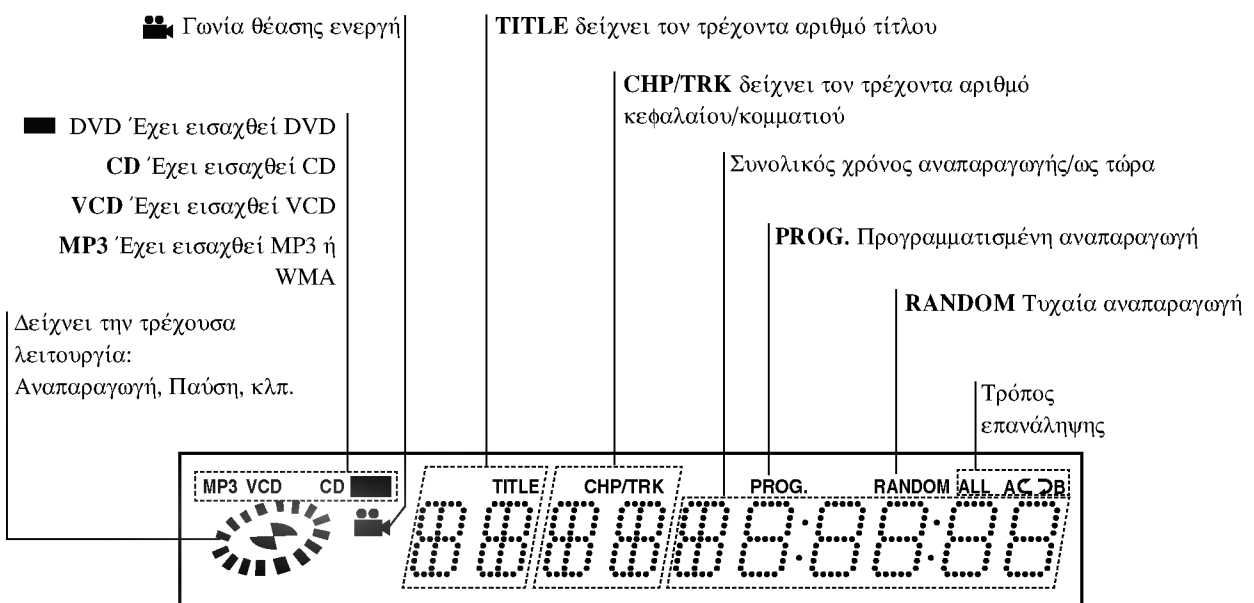 Γωνία θέασης ενεργή
TITLE δείχνει τον τρέχοντα αριθμό τίτλου
CHP/TRK δείχνει τον τρέχοντα αριθμό
κεφαλαίου/κομματιού
DVD Έχει εισαχθεί DVD
CD Έχει εισαχθεί CD
VCD Έχει εισαχθεί VCD
MP3 Έχει εισαχθεί MP3 ή
WMA
Συνολικός χρόνος αναπαραγωγής/ως τώρα
PROG. Προγραμματισμένη αναπαραγωγή
RANDOM Τυχαία αναπαραγωγή
Δείχνει την τρέχουσα
λειτουργία:
Αναπαραγωγή, Παύση, κλπ.
Τρόπος
επανάληψης
MP3 VCD CD TITLE CHP/TRK PROG. RANDOM ALL A B